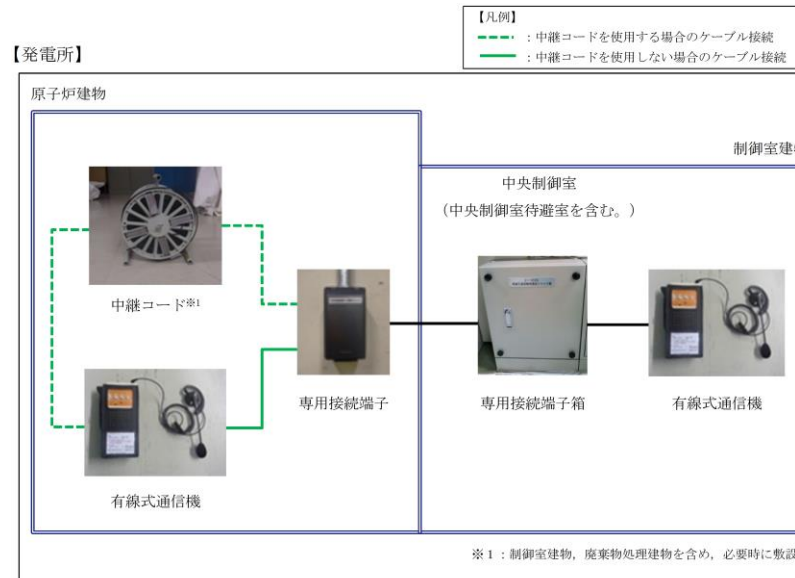 【凡例】
：中継コードを使用する場合のケーブル接続
：中継コードを使用しない場合のケーブル接続
【発電所】
原子炉建物
制御室建物
中央制御室
（中央制御室待避室を含む。）
中継コード※1
専用接続端子
専用接続端子箱
有線式通信機
有線式通信機
※1：制御室建物，廃棄物処理建物を含め，必要時に敷設